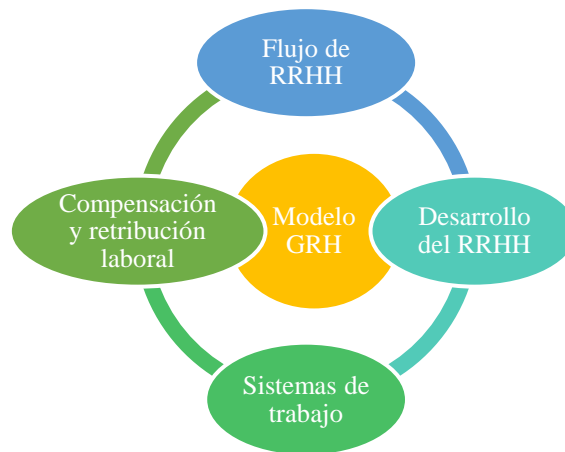 Flujo de
RRHH
Compensación
y retribución
laboral
Modelo
GRH
Desarrollo
del RRHH
Sistemas de
trabajo